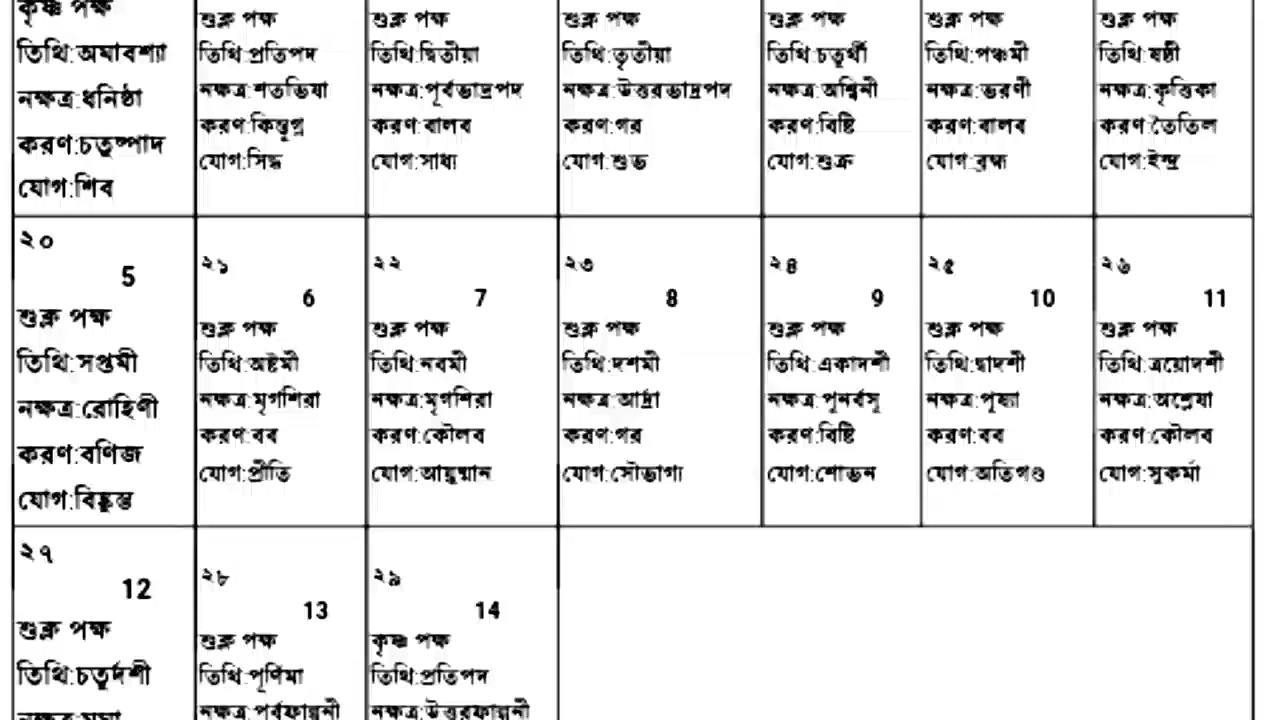 কৃষ্ণ পক্ষ
তিথি:অমাবশ্যা
নক্ষত্র:ধনিষ্ঠা
করণ:চতুষ্পাদ
যোগ:শিব
শুক্ল পক্ষ
তিথি:প্রতিপদ
নক্ষত্র:শতভিষা
করণ:কিন্তুগ্ন
যোগ:সিদ্ধ
শুক্ল পক্ষ
তিথি:দ্বিতীয়া
নক্ষত্র:পূর্বভাদ্রপদ
করণ:বালব
যোগ:সাধ্য
শুক্ল পক্ষ
তিথি:তৃতীয়া
নক্ষত্র:উত্তরভাদ্রপদ
করণ:গর
যোগ:শুভ
শুক্ল পক্ষ
তিথি:চতুর্থী
নক্ষত্র:অশ্বিনী
করণ:বিষ্টি
যোগ:শুক্র
শুক্ল পক্ষ
তিথি:পঞ্চমী
নক্ষত্র:ভরণী
করণ:বালব
যোগ:ব্রহ্ম
শুক্ল পক্ষ
তিথি:ষষ্ঠী
নক্ষত্র:কৃত্তিকা
করণ:তৈতিল
যোগ:ইন্দ্র
২০
5
শুক্ল পক্ষ
তিথি:সপ্তমী
নক্ষত্র:রোহিণী
করণ:বণিজ
যোগ:বিষ্কুম্ভ
২১
6
শুক্ল পক্ষ
তিথি:অষ্টমী
নক্ষত্র:মৃগশিরা
করণ:বব
যোগ:প্রীতি
২২
7
শুক্ল পক্ষ
তিথি:নবমী
নক্ষত্র:মৃগশিরা
করণ:কৌলব
যোগ:আয়ুষ্মান
২৩
8
শুক্ল পক্ষ
তিথি:দশমী
নক্ষত্র:আর্দ্রা
করণ:গর
যোগ:সৌভাগ্য
২৪
9
শুক্ল পক্ষ
তিথি:একাদশী
নক্ষত্র:পুনর্বসু
করণ:বিষ্টি
যোগ:শোভন
২৫
10
শুক্ল পক্ষ
তিথি:দ্বাদশী
নক্ষত্র:পুষ্যা
করণ:বব
যোগ:অতিগণ্ড
২৬
11
শুক্ল পক্ষ
তিথি:ত্রয়োদশী
নক্ষত্র:অশ্লেষা
করণ:কৌলব
যোগ:সুকর্মা
২৭
12
শুক্ল পক্ষ
তিথি:চতুর্দশী
নক্ষত্র:মঘা
২৮
13
শুক্ল পক্ষ
তিথি:পূর্ণিমা
নক্ষত্র:পূর্বফাল্গুনী
২৯
14
কৃষ্ণ পক্ষ
তিথি:প্রতিপদ
নক্ষত্র:উত্তরফাল্গুনী